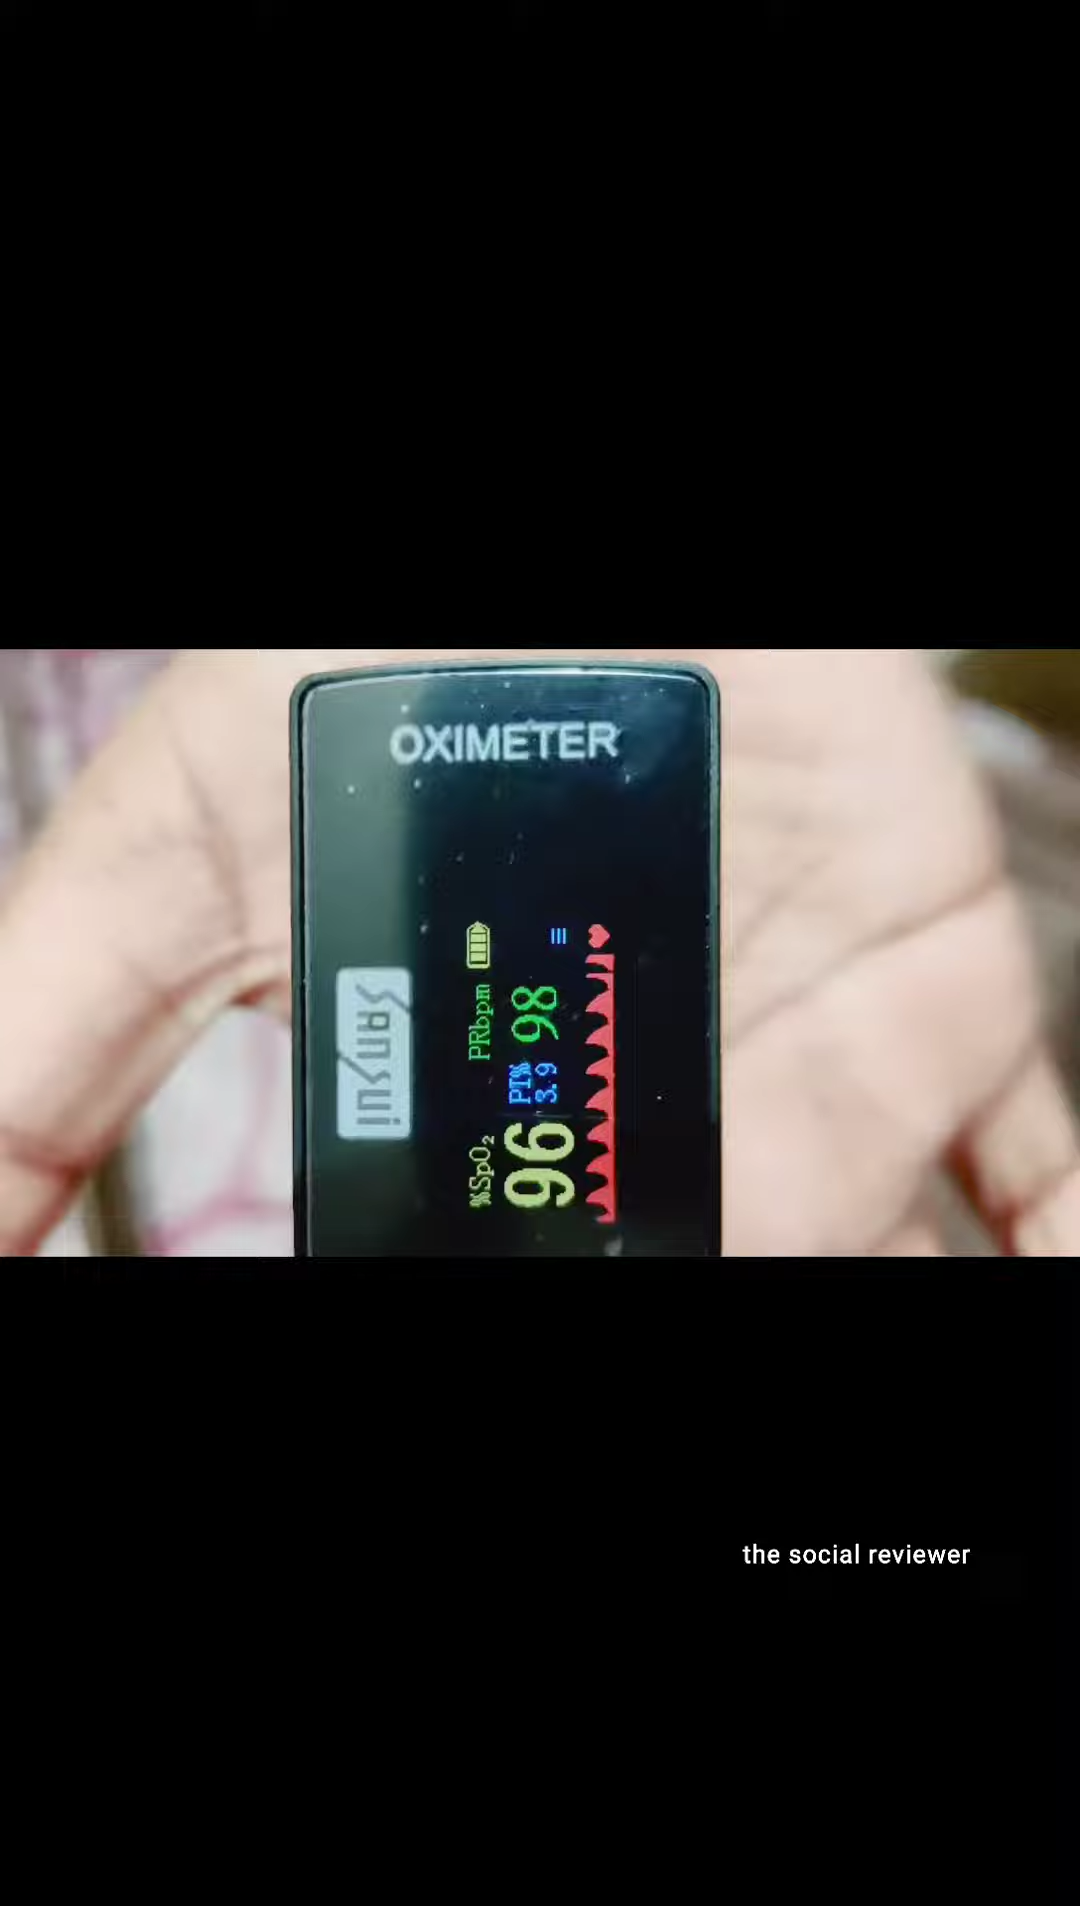 OXIMETER
Sansui
%SpO₂ PRbpm
96 PI% 98
3.9
the social reviewer